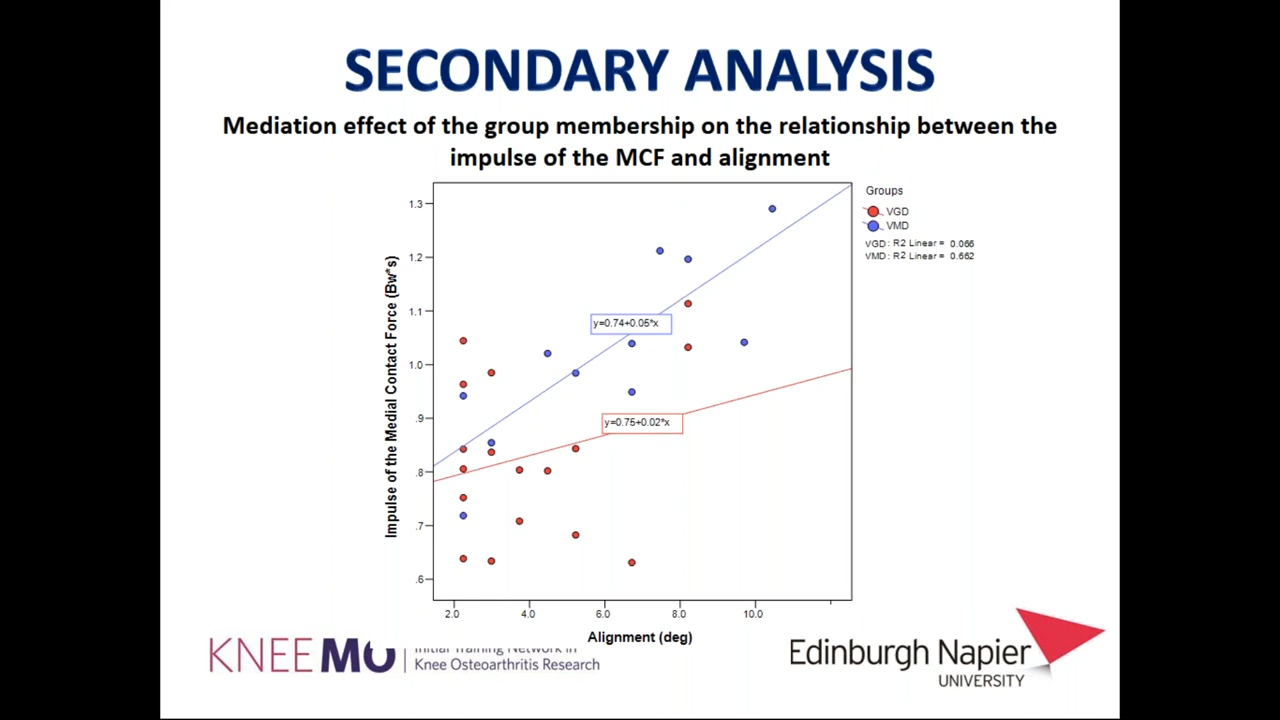 SECONDARY ANALYSIS
Mediation effect of the group membership on the relationship between the
impulse of the MCF and alignment
Groups
VGD
VMD
VGD: R2 Linear = 0.066
VMD: R2 Linear = 0.662
Impulse of the Medial Contact Force (Bw*s)
1.3
1.2
1.1
1.0
.9
.8
.7
.6
y=0.74+0.05*x
y=0.75+0.02*x
2.0 4.0 6.0 8.0 10.0
Alignment (deg)
KNEEMO
Initial Training Network in
Knee Osteoarthritis Research
Edinburgh Napier
UNIVERSITY